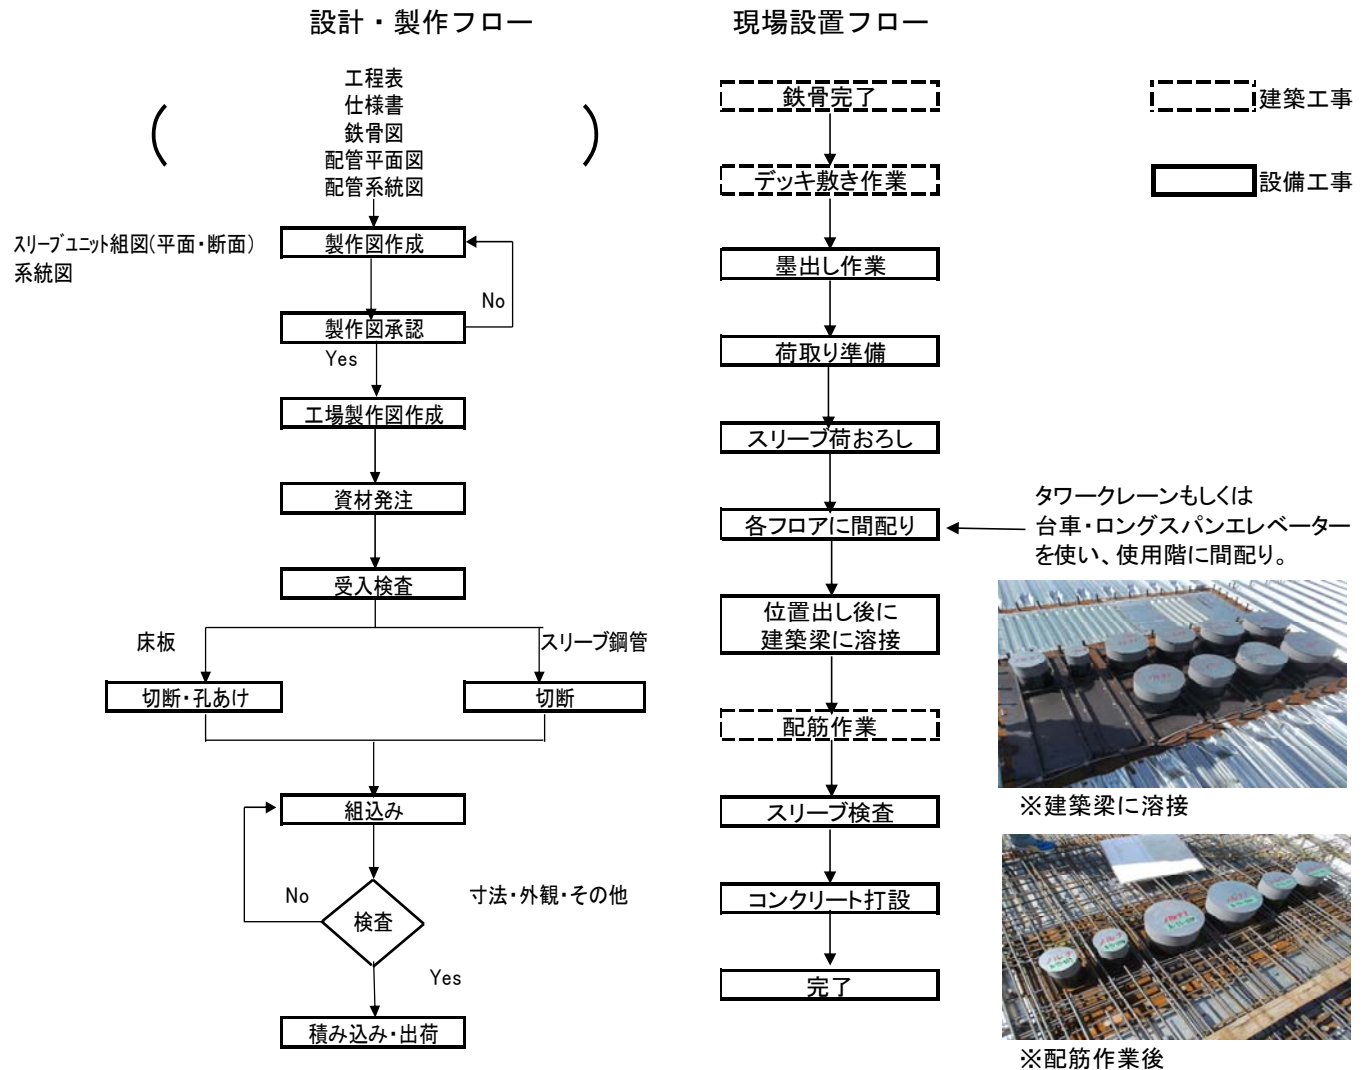 設計・製作フロー
工程表
仕様書
鉄骨図
配管平面図
配管系統図
スリーブユニット組図(平面・断面)
系統図
製作図作成
No
製作図承認
Yes
工場製作図作成
資材発注
受入検査
床板
スリーブ鋼管
切断・孔あけ
切断
組込み
No
検査
寸法・外観・その他
Yes
積み込み・出荷
現場設置フロー
鉄骨完了
デッキ敷き作業
墨出し作業
荷取り準備
スリーブ荷おろし
各フロアに間配り
位置出し後に
建築梁に溶接
配筋作業
スリーブ検査
コンクリート打設
完了
建築工事
設備工事
タワークレーンもしくは
台車・ロングスパンエレベーター
を使い、使用階に間配り。
※建築梁に溶接
※配筋作業後